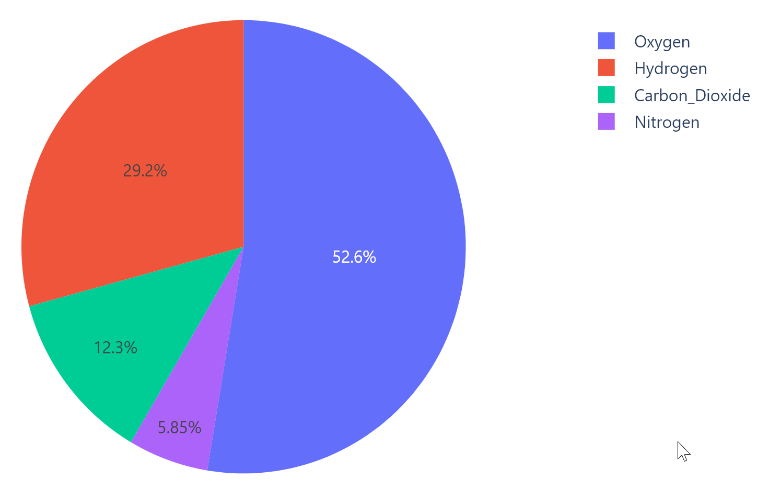 Oxygen
Hydrogen
Carbon_Dioxide
Nitrogen
29.2%
52.6%
12.3%
5.85%